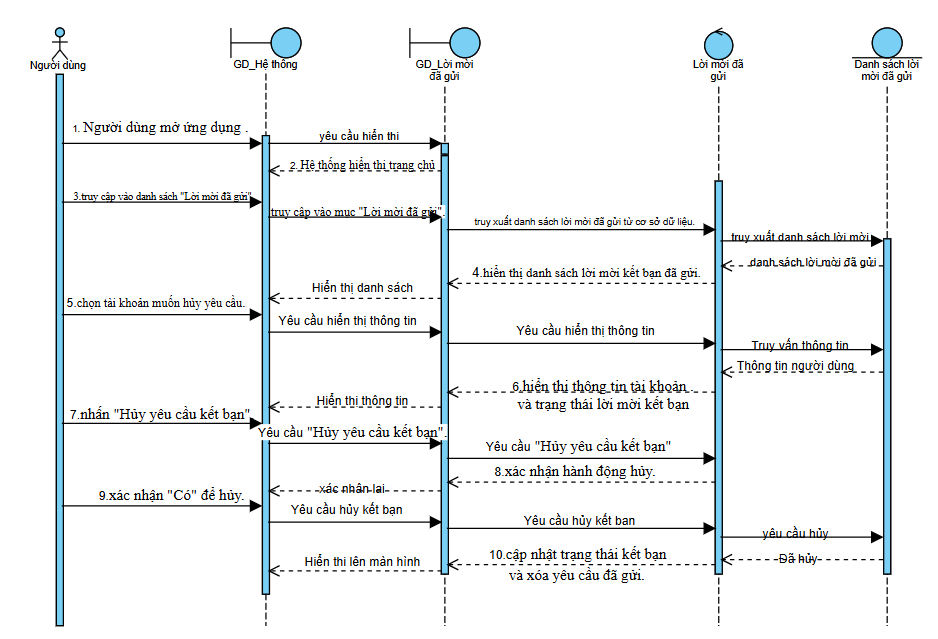 Người dùng
GD_Hệ thống
GD_Lời mời
đã gửi
Lời mời đã
gửi
Danh sách lời
mời đã gửi
1. Người dùng mở ứng dụng .
yêu cầu hiển thi
2. Hệ thống hiển thị trang chủ
3.truy cập vào danh sách "Lời mời đã gửi"
truy cập vào mục "Lời mời đã gửi".
truy xuất danh sách lời mời đã gửi từ cơ sở dữ liệu.
truy xuất danh sách lời mời
danh sách lời mời đã gửi
4.hiển thị danh sách lời mời kết bạn đã gửi.
Hiển thị danh sách
5.chọn tài khoản muốn hủy yêu cầu.
Yêu cầu hiển thị thông tin
Yêu cầu hiển thị thông tin
Truy vấn thông tin
Thông tin người dùng
6.hiển thị thông tin tài khoản .
và trạng thái lời mời kết bạn
Hiển thị thông tin
7.nhấn "Hủy yêu cầu kết bạn"
Yêu cầu "Hủy yêu cầu kết bạn".
Yêu cầu "Hủy yêu cầu kết bạn"
8.xác nhận hành động hủy.
xác nhân lai
9.xác nhận "Có" để hủy.
Yêu cầu hủy kết bạn
Yêu cầu hủy kết ban
yêu cầu hủy
Đã hủy
10.cập nhật trạng thái kết bạn
và xóa yêu cầu đã gửi.
Hiển thi lên màn hình